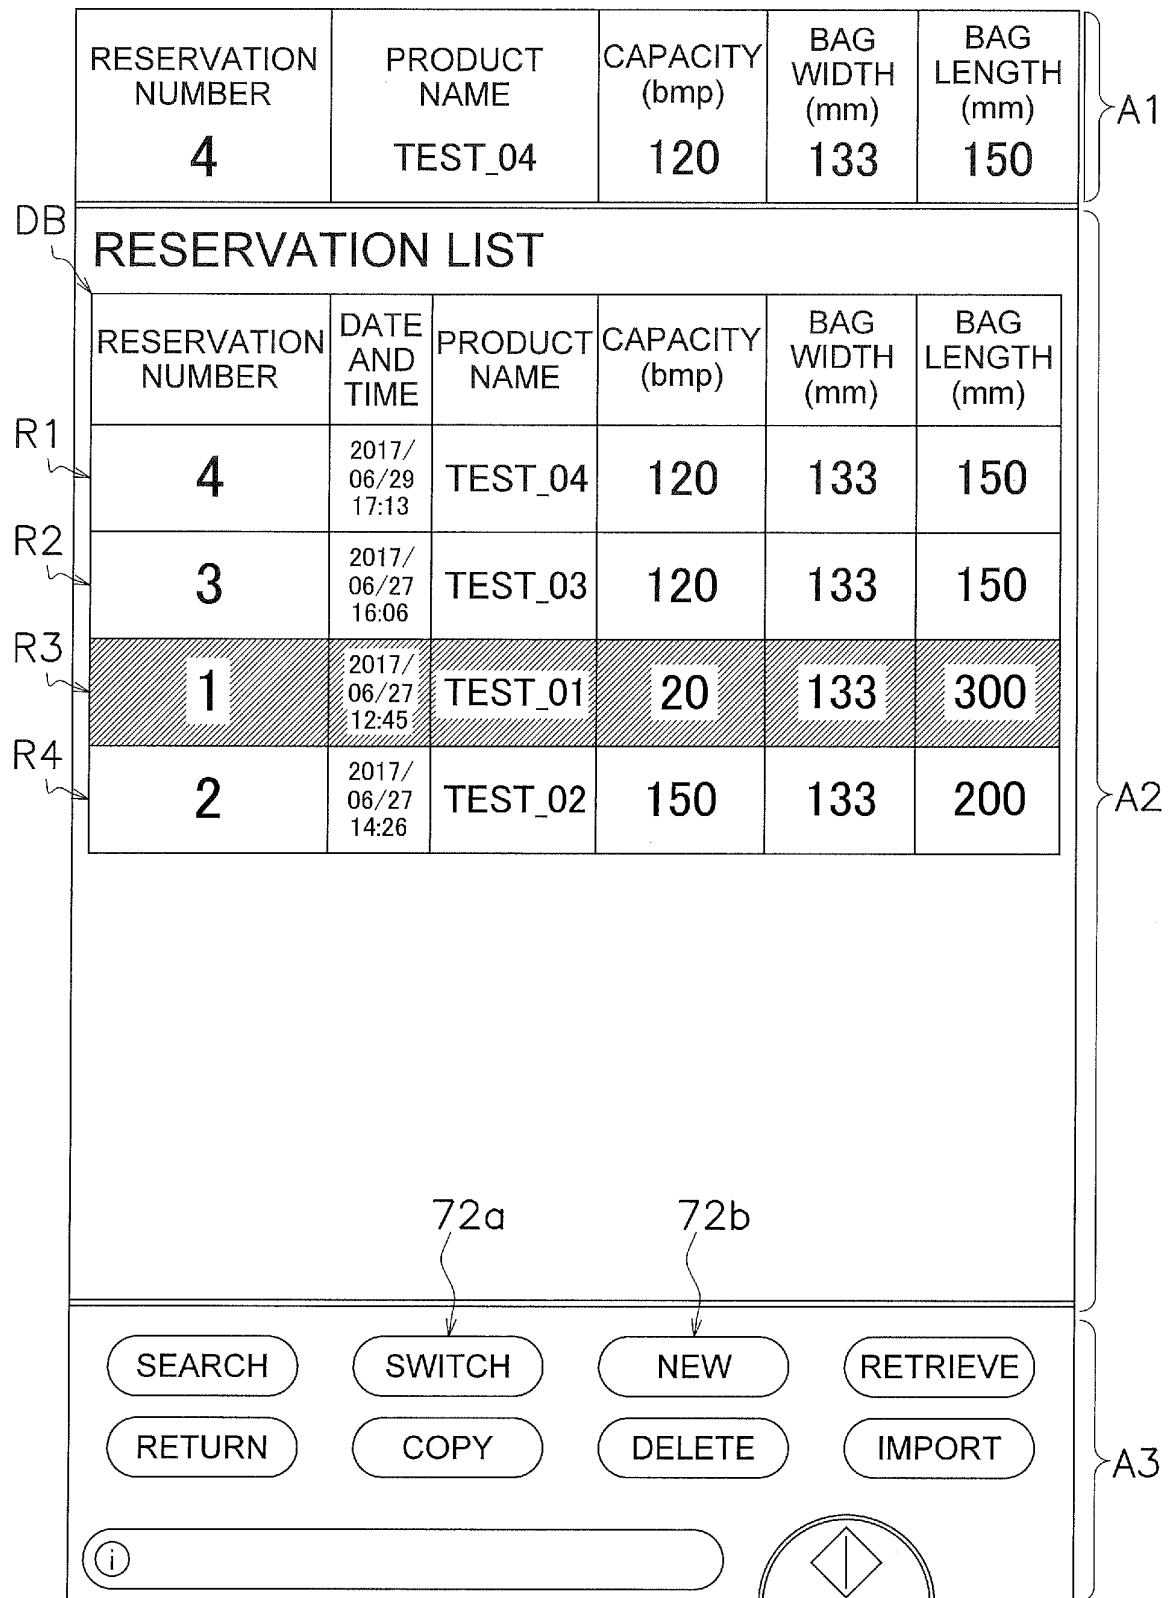 RESERVATION NUMBER
PRODUCT NAME
CAPACITY (bmp)
BAG WIDTH (mm)
BAG LENGTH (mm)
4
TEST_04
120
133
150
A1
DB
RESERVATION LIST
RESERVATION NUMBER
DATE AND TIME
PRODUCT NAME
CAPACITY (bmp)
BAG WIDTH (mm)
BAG LENGTH (mm)
R1
4
2017/
06/29
17:13
TEST_04
120
133
150
R2
3
2017/
06/27
16:06
TEST_03
120
133
150
R3
1
2017/
06/27
12:45
TEST_01
20
133
300
R4
2
2017/
06/27
14:26
TEST_02
150
133
200
A2
72a
72b
SEARCH
SWITCH
NEW
RETRIEVE
RETURN
COPY
DELETE
IMPORT
A3
i